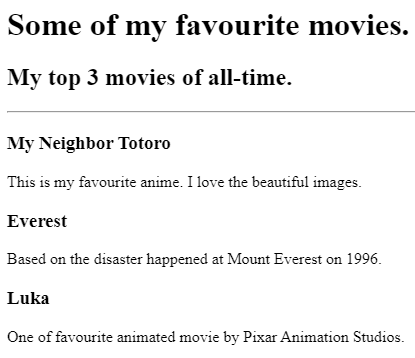 Some of my favourite movies.
My top 3 movies of all-time.
My Neighbor Totoro
This is my favourite anime. I love the beautiful images.
Everest
Based on the disaster happened at Mount Everest on 1996.
Luka
One of favourite animated movie by Pixar Animation Studios.